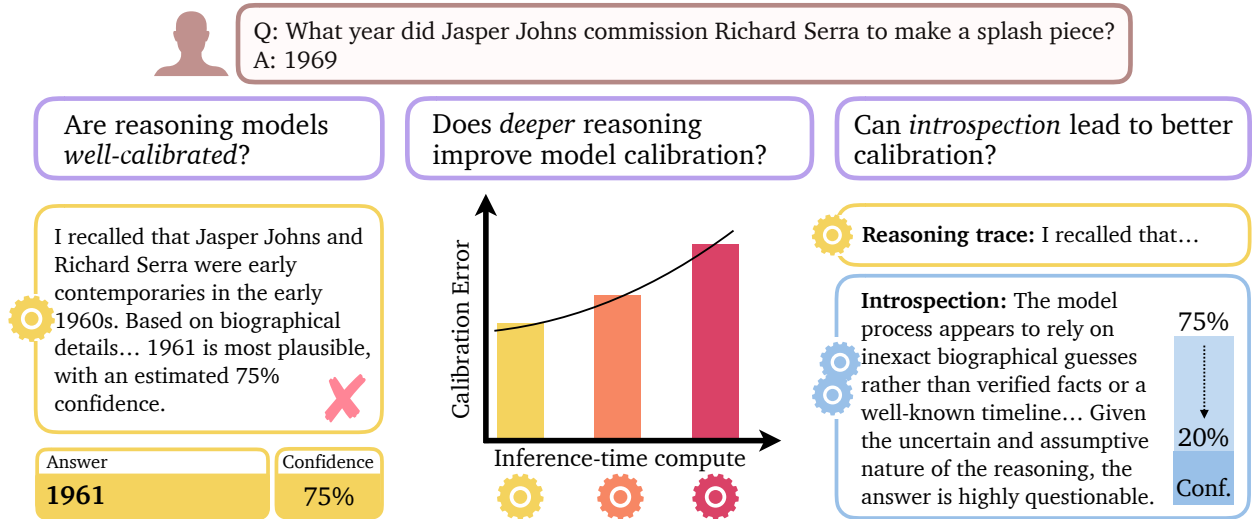 Q: What year did Jasper Johns commission Richard Serra to make a splash piece?
A: 1969
Are reasoning models
well-calibrated?
I recalled that Jasper Johns and
Richard Serra were early
contemporaries in the early
1960s. Based on biographical
details… 1961 is most plausible,
with an estimated 75%
confidence.
Answer
1961
Confidence
75%
Does deeper reasoning
improve model calibration?
Calibration Error
Inference-time compute
Can introspection lead to better
calibration?
Reasoning trace: I recalled that…
Introspection: The model
process appears to rely on
inexact biographical guesses
rather than verified facts or a
well-known timeline… Given
the uncertain and assumptive
nature of the reasoning, the
answer is highly questionable.
75%
20%
Conf.